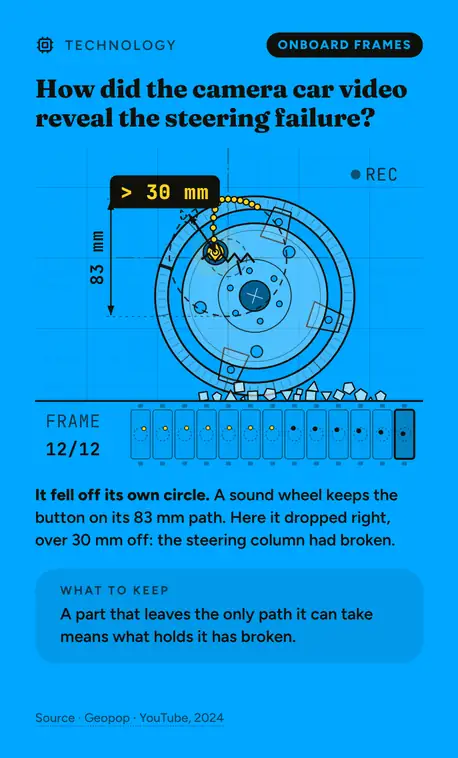 TECHNOLOGY
ONBOARD FRAMES
How did the camera car video
reveal the steering failure?
REC
> 30 mm
83 mm
FRAME
12/12
It fell off its own circle. A sound wheel keeps the
button on its 83 mm path. Here it dropped right,
over 30 mm off: the steering column had broken.
WHAT TO KEEP
A part that leaves the only path it can take
means what holds it has broken.
Source · Geopop · YouTube, 2024